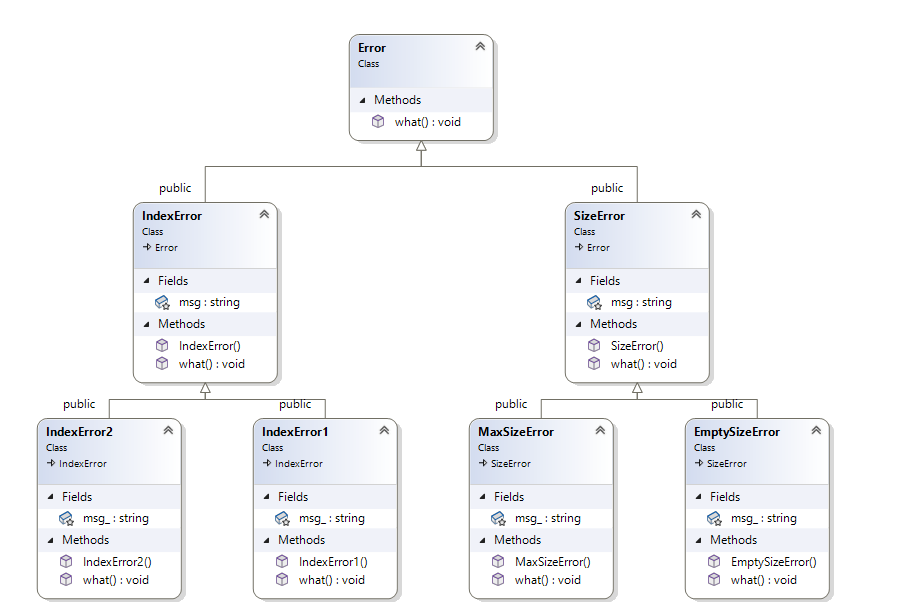 Error
Class
Methods
what() : void
public
public
IndexError
Class
Error
Fields
msg : string
Methods
IndexError()
what() : void
SizeError
Class
Error
Fields
msg : string
Methods
SizeError()
what() : void
public
public
public
public
IndexError2
Class
IndexError
Fields
msg_ : string
Methods
IndexError2()
what() : void
IndexError1
Class
IndexError
Fields
msg_ : string
Methods
IndexError1()
what() : void
MaxSizeError
Class
SizeError
Fields
msg_ : string
Methods
MaxSizeError()
what() : void
EmptySizeError
Class
SizeError
Fields
msg_ : string
Methods
EmptySizeError()
what() : void